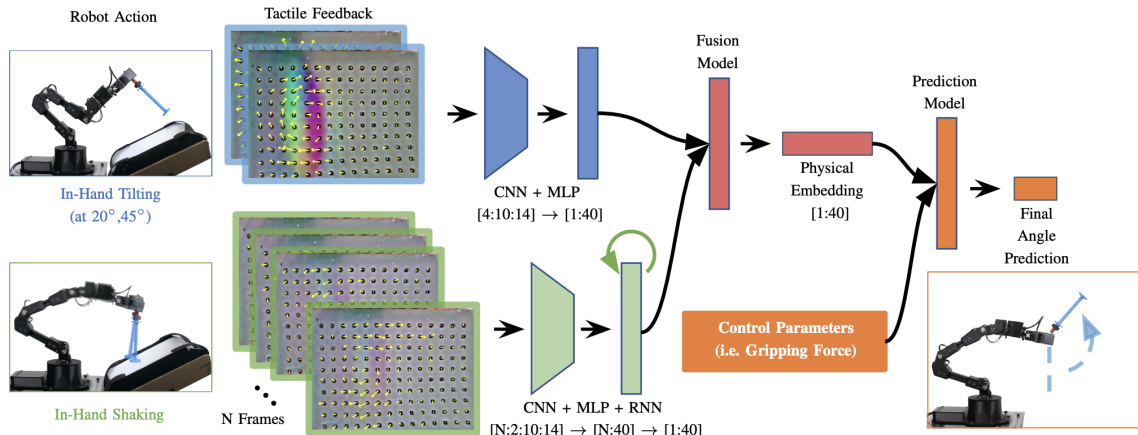 Robot Action
Tactile Feedback
In-Hand Tilting
(at 20°,45°)
CNN + MLP
[4:10:14] → [1:40]
Fusion
Model
Physical
Embedding
[1:40]
Prediction
Model
Final
Angle
Prediction
In-Hand Shaking
N Frames
CNN + MLP + RNN
[N:2:10:14] → [N:40] → [1:40]
Control Parameters
(i.e. Gripping Force)